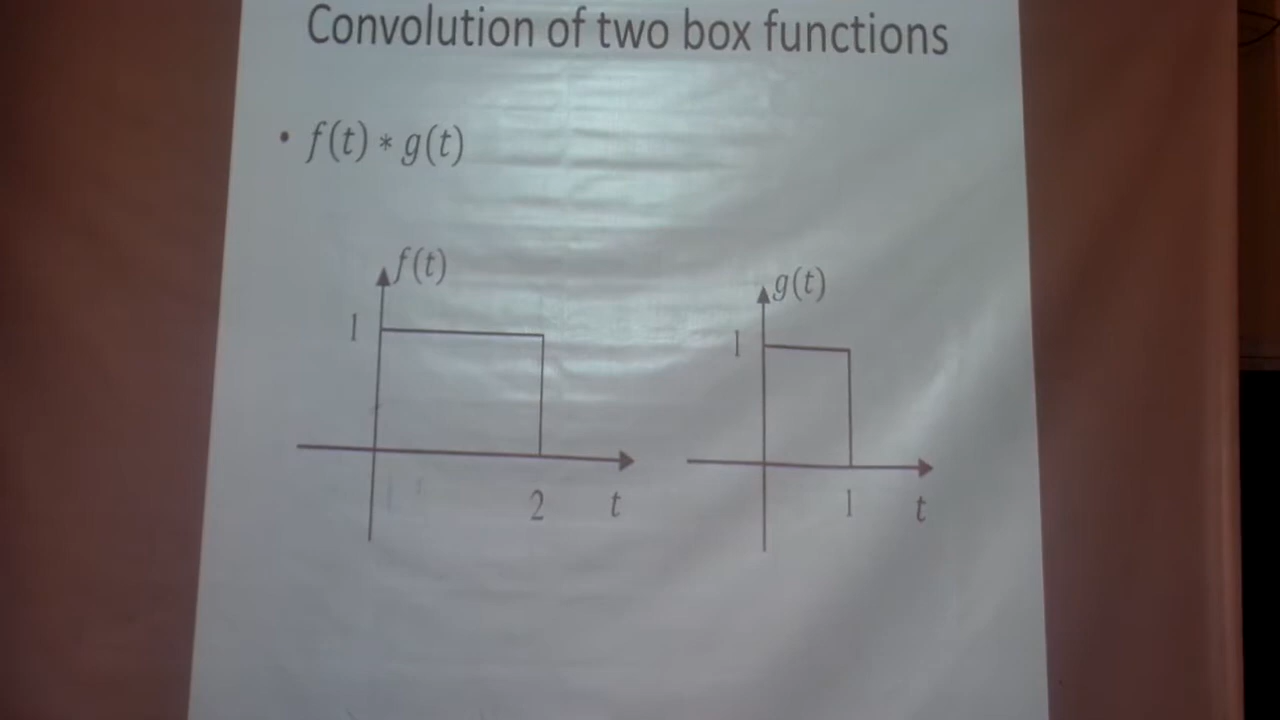 Convolution of two box functions
• f(t) * g(t)
f(t)
1
2
t
g(t)
1
1
t